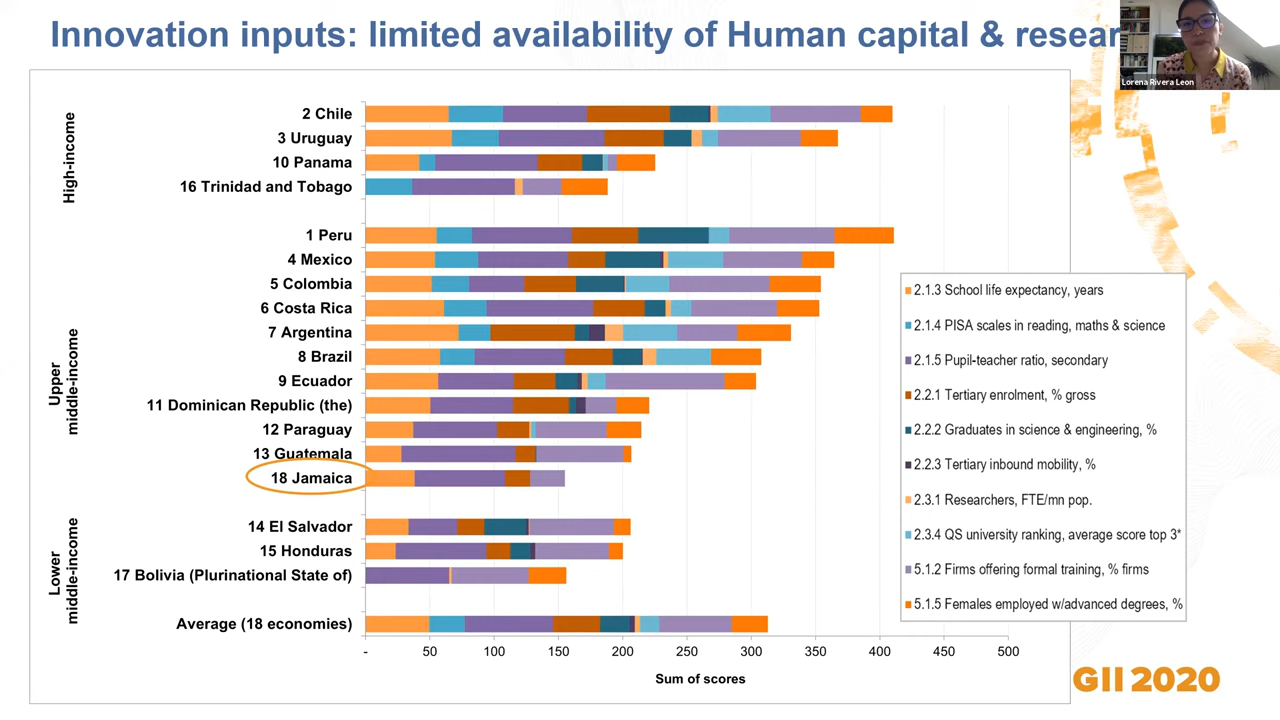 Innovation inputs: limited availability of Human capital & resear
Lorena Rivera Leon
High-income
2 Chile
3 Uruguay
10 Panama
16 Trinidad and Tobago
Upper
middle-income
1 Peru
4 Mexico
5 Colombia
6 Costa Rica
7 Argentina
8 Brazil
9 Ecuador
11 Dominican Republic (the)
12 Paraguay
13 Guatemala
18 Jamaica
Lower
middle-income
14 El Salvador
15 Honduras
17 Bolivia (Plurinational State of)
Average (18 economies)
- 50 100 150 200 250 300 350 400 450 500
Sum of scores
2.1.3 School life expectancy, years
2.1.4 PISA scales in reading, maths & science
2.1.5 Pupil-teacher ratio, secondary
2.2.1 Tertiary enrolment, % gross
2.2.2 Graduates in science & engineering, %
2.2.3 Tertiary inbound mobility, %
2.3.1 Researchers, FTE/mn pop.
2.3.4 QS university ranking, average score top 3*
5.1.2 Firms offering formal training, % firms
5.1.5 Females employed w/advanced degrees, %
GII 2020